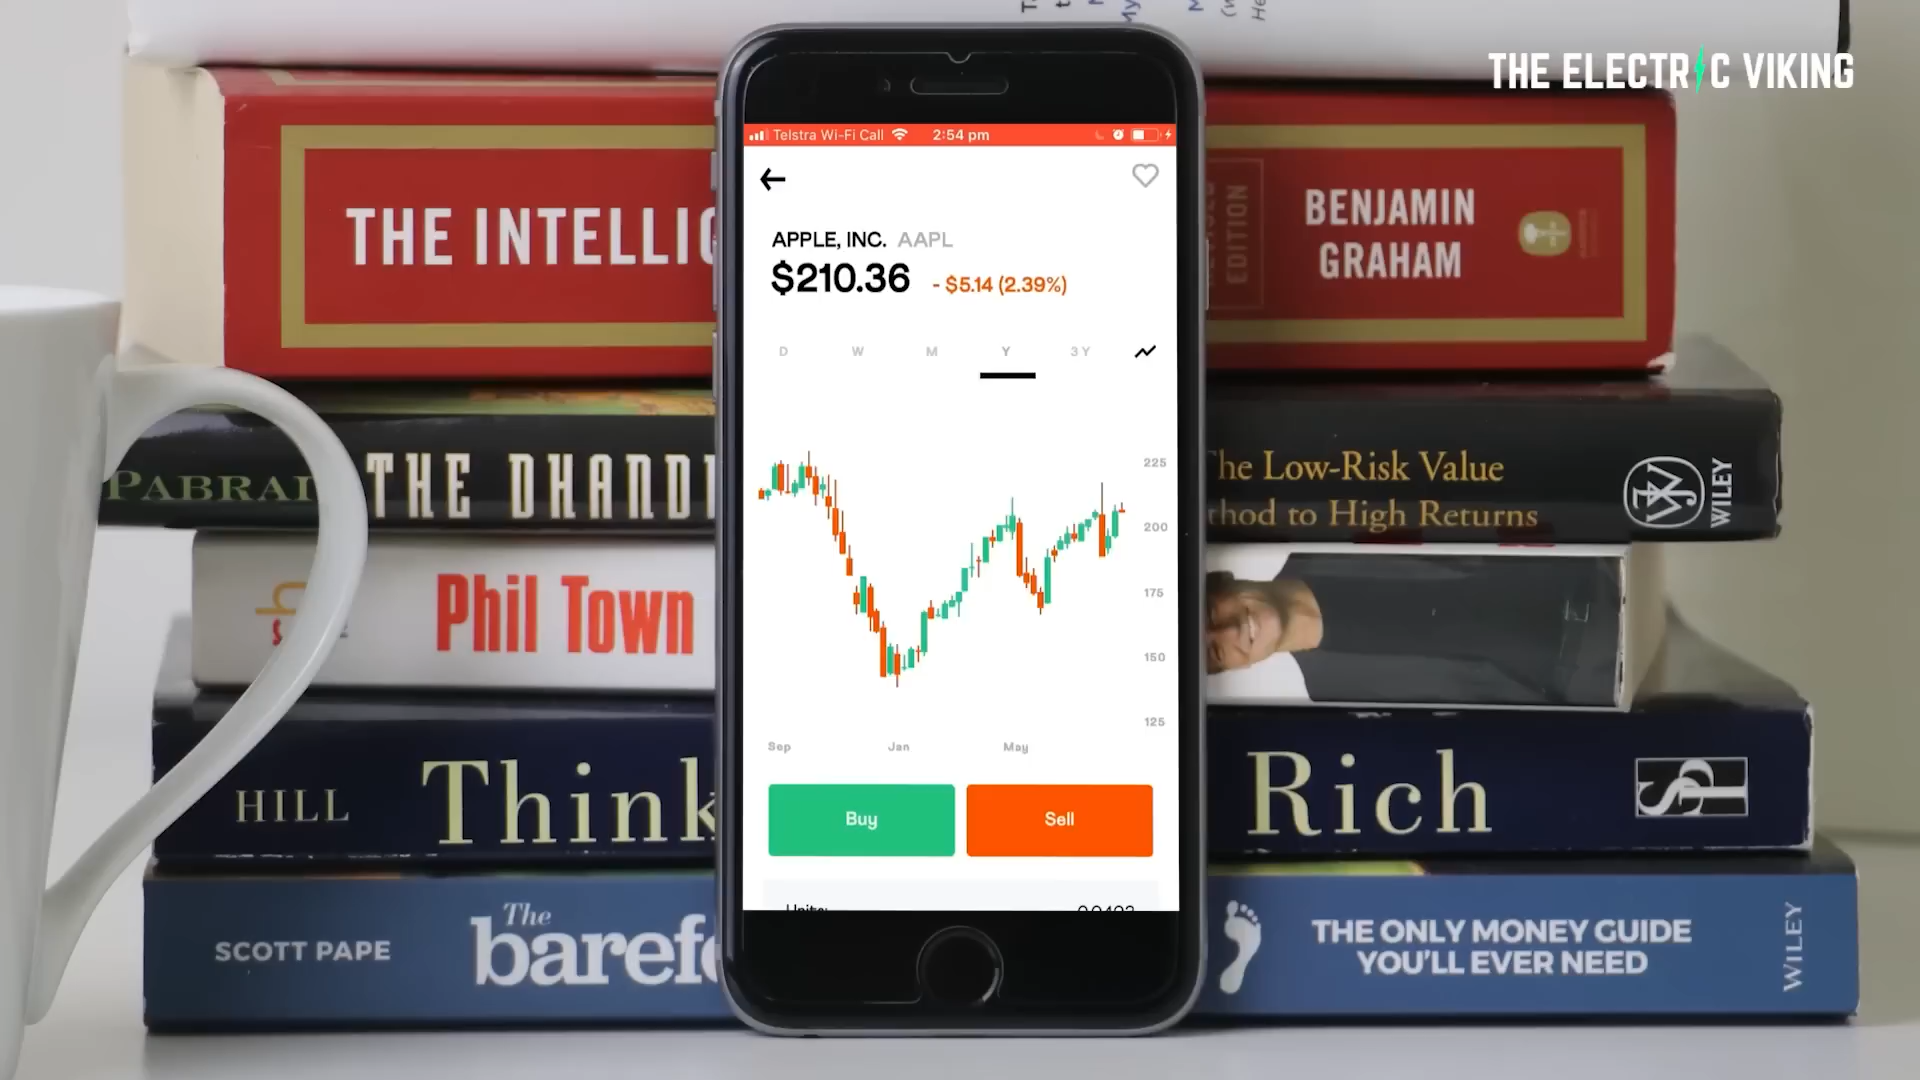 THE ELECTRIC VIKING
THE INTELLIG
EDITION
BENJAMIN
GRAHAM
PABRAI
THE DHAND
The Low-Risk Value
thod to High Returns
WILEY
Phil Town
HILL
Think
Rich
SCOTT PAPE
The
barefo
THE ONLY MONEY GUIDE
YOU'LL EVER NEED
WILEY
Telstra Wi-Fi Call
2:54 pm
APPLE, INC. AAPL
$210.36 - $5.14 (2.39%)
D W M Y 3Y
225
200
175
150
125
Sep Jan May
Buy
Sell